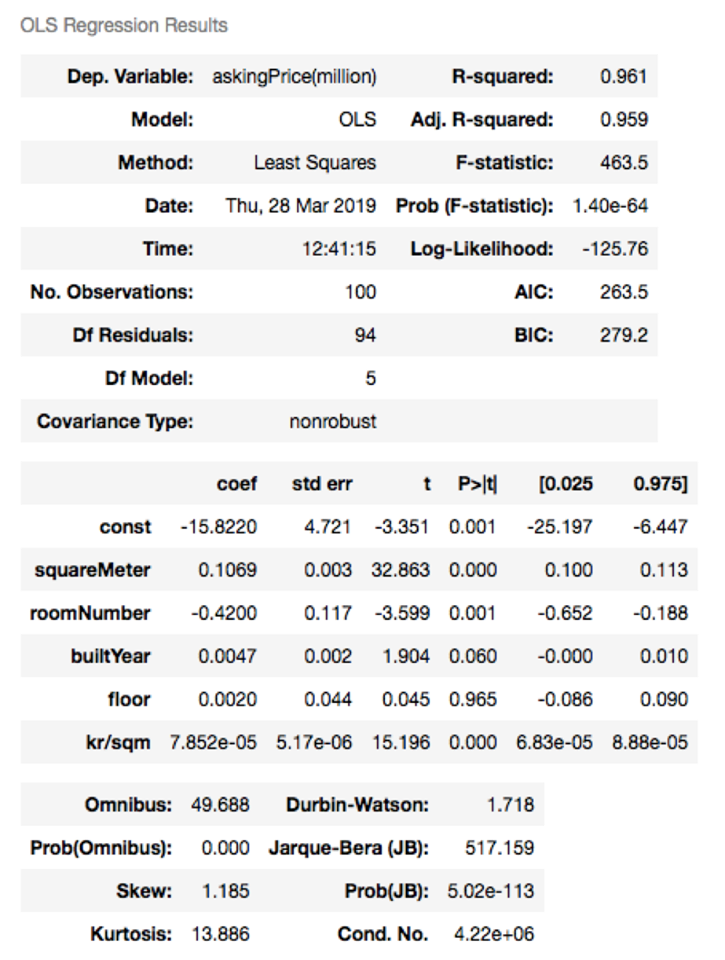 OLS Regression Results
Dep. Variable: askingPrice(million) R-squared: 0.961
Model: OLS Adj. R-squared: 0.959
Method: Least Squares F-statistic: 463.5
Date: Thu, 28 Mar 2019 Prob (F-statistic): 1.40e-64
Time: 12:41:15 Log-Likelihood: -125.76
No. Observations: 100 AIC: 263.5
Df Residuals: 94 BIC: 279.2
Df Model: 5
Covariance Type: nonrobust
coef std err t P>|t| [0.025 0.975]
const -15.8220 4.721 -3.351 0.001 -25.197 -6.447
squareMeter 0.1069 0.003 32.863 0.000 0.100 0.113
roomNumber -0.4200 0.117 -3.599 0.001 -0.652 -0.188
builtYear 0.0047 0.002 1.904 0.060 -0.000 0.010
floor 0.0020 0.044 0.045 0.965 -0.086 0.090
kr/sqm 7.852e-05 5.17e-06 15.196 0.000 6.83e-05 8.88e-05
Omnibus: 49.688 Durbin-Watson: 1.718
Prob(Omnibus): 0.000 Jarque-Bera (JB): 517.159
Skew: 1.185 Prob(JB): 5.02e-113
Kurtosis: 13.886 Cond. No. 4.22e+06